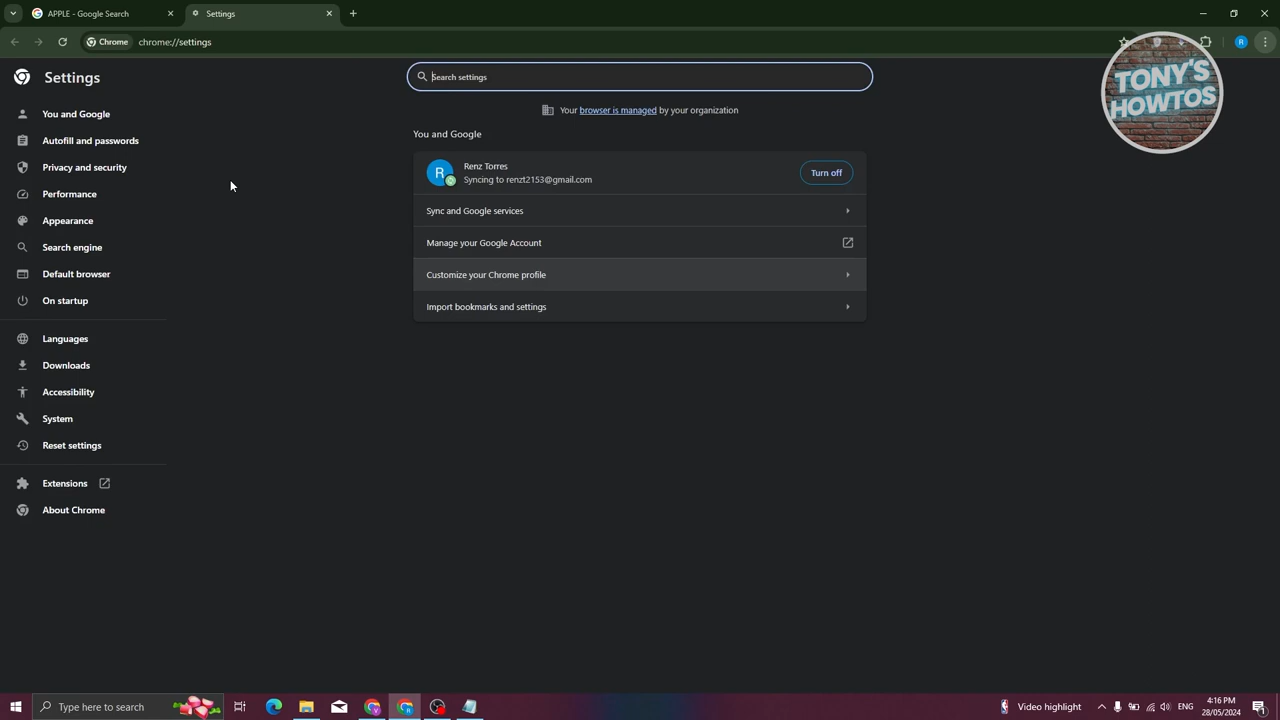 APPLE - Google Search
Settings
Chrome
chrome://settings
R
TONY'S
HOWTOS
Settings
Search settings
Your browser is managed by your organization
You and Google
Autofill and passwords
Privacy and security
Performance
Appearance
Search engine
Default browser
On startup
Languages
Downloads
Accessibility
System
Reset settings
Extensions
About Chrome
You and Google
R
Renz Torres
Syncing to renzt2153@gmail.com
Turn off
Sync and Google services
Manage your Google Account
Customize your Chrome profile
Import bookmarks and settings
Type here to search
Video highlight
ENG
4:16 PM
28/05/2024